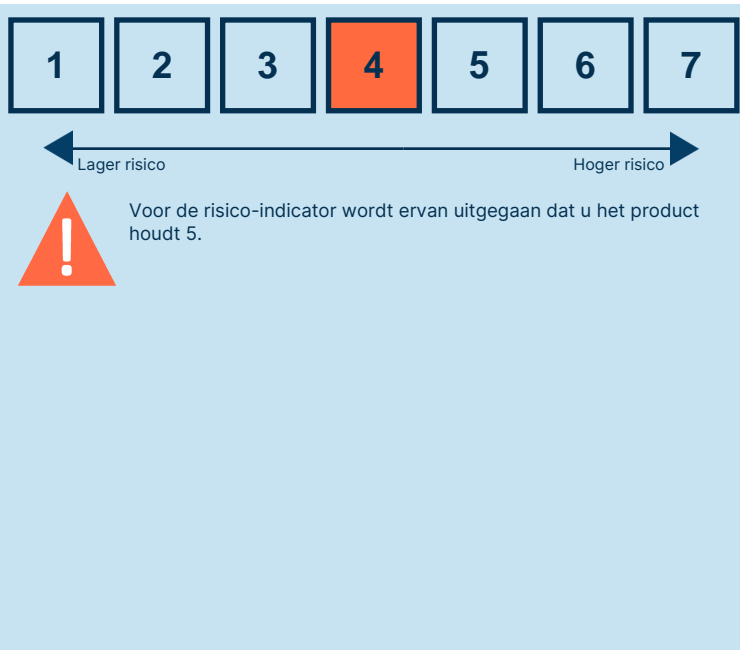 1 2 3 4 5 6 7
Lager risico Hoger risico
Voor de risico-indicator wordt ervan uitgegaan dat u het product
houdt 5.